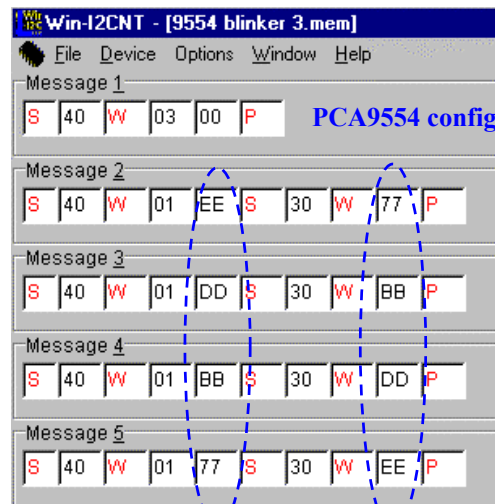 Win-I2CNT - [9554 blinker 3.mem]
File Device Options Window Help
Message 1
S 40 W 03 00 P PCA9554 config
Message 2
S 40 W 01 EE S 30 W 77 P
Message 3
S 40 W 01 DD S 30 W BB P
Message 4
S 40 W 01 BB S 30 W DD P
Message 5
S 40 W 01 77 S 30 W EE P